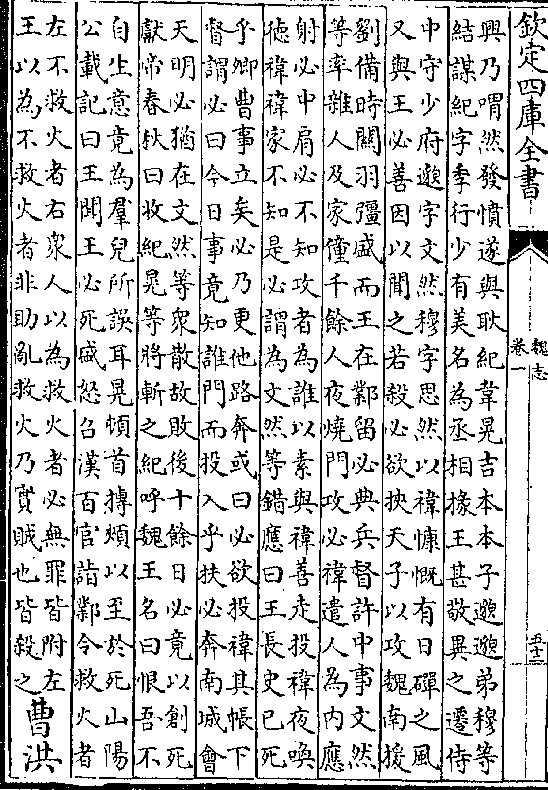 欽定四庫全書
魏志
卷一
五十三
興乃喟然發憤遂與耿紀韋晃吉本本子邈邈弟穆等
結謀紀字季行少有美名為丞相掾王甚敬異之遷侍
中守少府邈字文然穆字思然以禕慷慨有日磾之風
又與王必善因以聞之若殺必欲挾天子以攻魏南援
劉備時關羽彊盛而王在鄴留必典兵督許中事文然
等率雜人及家僮千餘人夜燒門攻必禕遣人為內應
射必中肩必不知攻者為誰以素與禕善走投禕夜喚
徳禕禕家不知是必謂為文然等錯應曰王長史已死
乎卿曹事立矣必乃更他路奔或曰必欲投禕其帳下
督謂必曰今日事竟知誰門而投入乎扶必奔南城會
天明必猶在文然等衆散故敗後十餘日必竟以創死
獻帝春秋曰收紀晃等將斬之紀呼魏王名曰恨吾不
自生意竟為羣兒所誤耳晃頓首搏頰以至於死山陽
公載記曰王聞王必死盛怒召漢百官詣鄴令救火者
左不救火者右衆人以為救火者必無罪皆附左
王以為不救火者非助亂救火乃實賊也皆殺之
曹洪